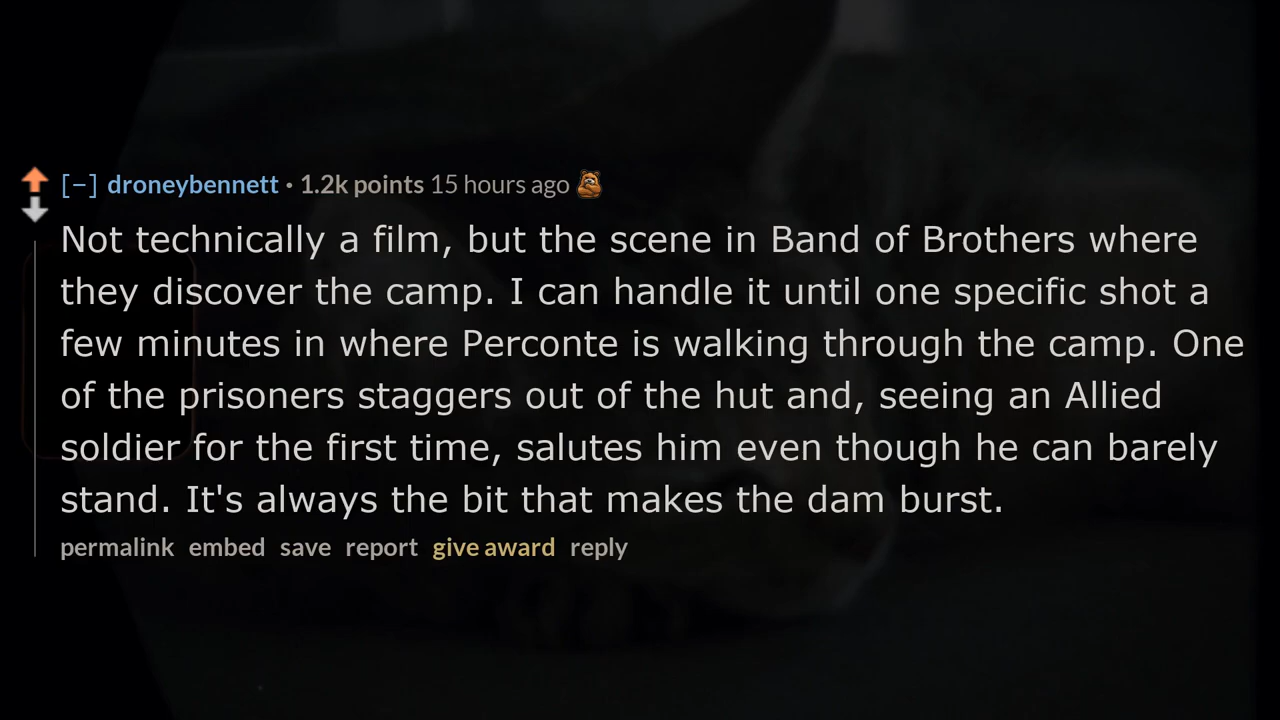 [–] droneybennett • 1.2k points 15 hours ago
Not technically a film, but the scene in Band of Brothers where
they discover the camp. I can handle it until one specific shot a
few minutes in where Perconte is walking through the camp. One
of the prisoners staggers out of the hut and, seeing an Allied
soldier for the first time, salutes him even though he can barely
stand. It's always the bit that makes the dam burst.
permalink embed save report give award reply